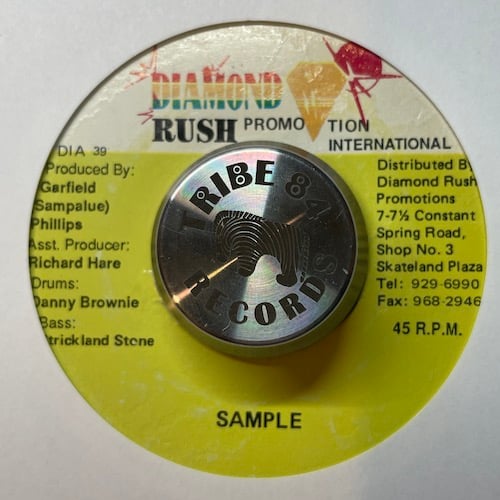 DIAMOND
RUSH PROMOTION
INTERNATIONAL
DIA 39
Produced By:
Garfield
(Sampalue)
Phillips
Asst. Producer:
Richard Hare
Drums:
Danny Brownie
Bass:
Strickland Stone
Distributed By
Diamond Rush
Promotions
7-7½ Constant
Spring Road,
Shop No. 3
Skateland Plaza
Tel: 929-6990
Fax: 968-2946
45 R.P.M.
TRIBE 84
RECORDS
SAMPLE